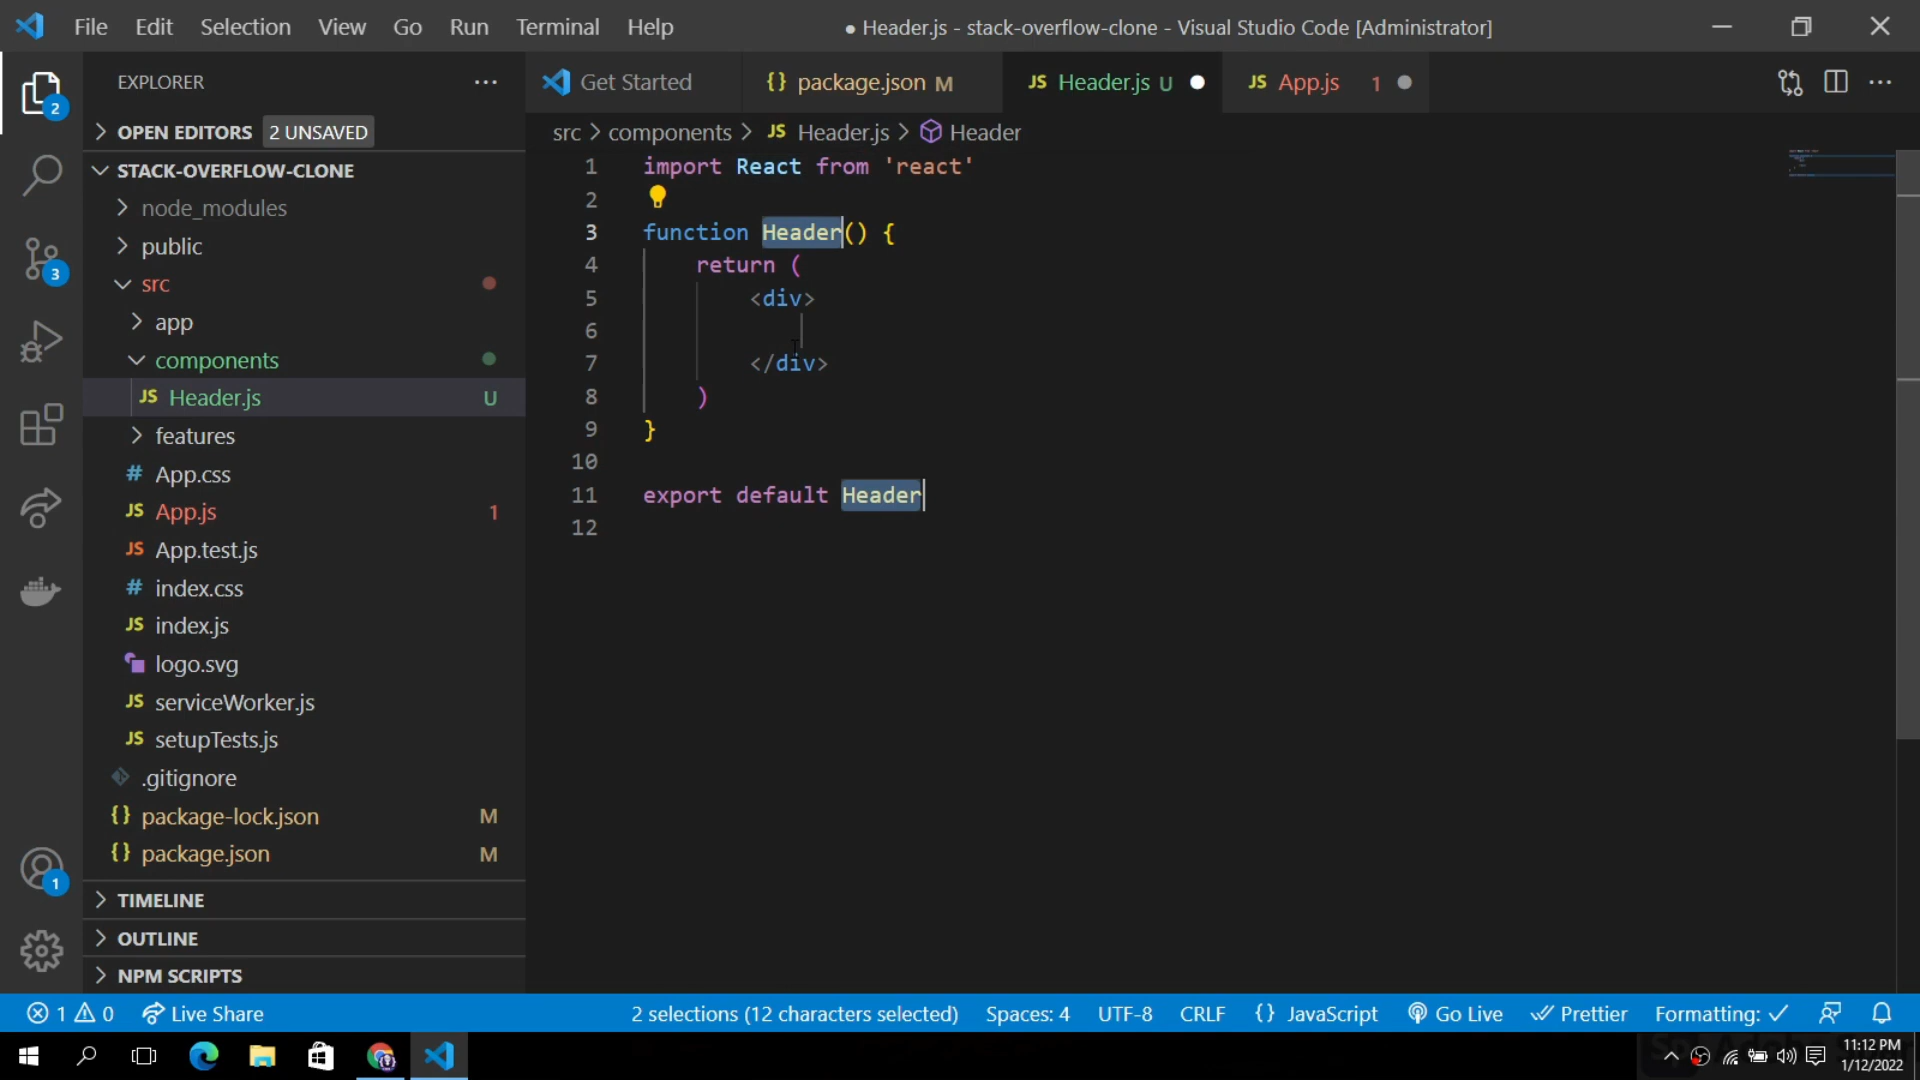 File Edit Selection View Go Run Terminal Help
● Header.js - stack-overflow-clone - Visual Studio Code [Administrator]
EXPLORER
OPEN EDITORS 2 UNSAVED
STACK-OVERFLOW-CLONE
node_modules
public
src
app
components
JS Header.js U
features
# App.css
JS App.js 1
JS App.test.js
# index.css
JS index.js
logo.svg
JS serviceWorker.js
JS setupTests.js
.gitignore
{} package-lock.json M
{} package.json M
TIMELINE
OUTLINE
NPM SCRIPTS
2
3
1
Get Started {} package.json M JS Header.js U ● JS App.js 1 ●
src > components > JS Header.js > Header
1 import React from 'react'
2
3 function Header() {
4 return (
5 <div>
6
7 </div>
8 )
9 }
10
11 export default Header
12
1 0 Live Share 2 selections (12 characters selected) Spaces: 4 UTF-8 CRLF {} JavaScript Go Live Prettier Formatting: ✓
11:12 PM
1/12/2022